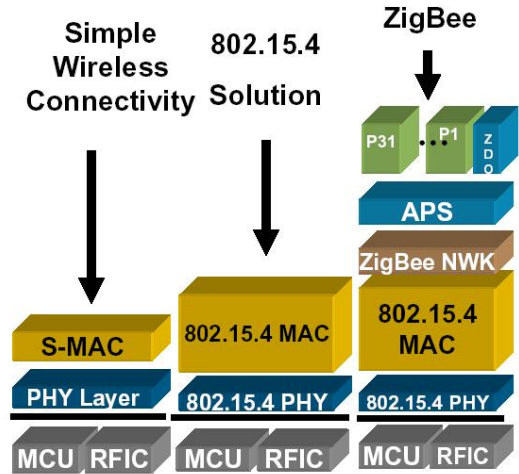 Simple
Wireless
Connectivity
802.15.4
Solution
ZigBee
P31
...
P1
ZDO
APS
ZigBee NWK
S-MAC
802.15.4 MAC
802.15.4
MAC
PHY Layer
802.15.4 PHY
802.15.4 PHY
MCU RFIC
MCU RFIC
MCU RFIC